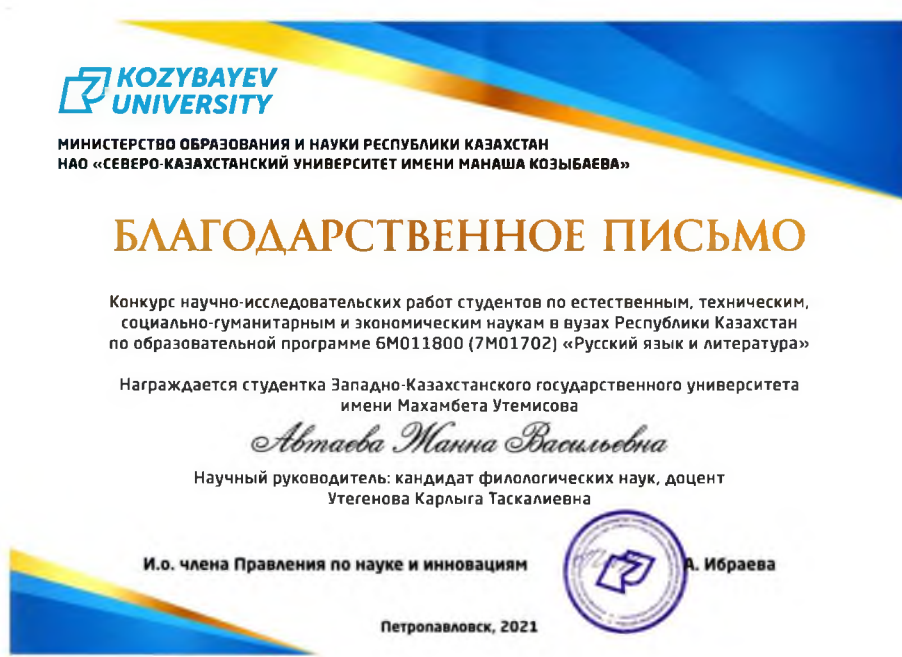 KOZYBAYEV
UNIVERSITY
МИНИСТЕРСТВО ОБРАЗОВАНИЯ И НАУКИ РЕСПУБЛИКИ КАЗАХСТАН
НАО «СЕВЕРО-КАЗАХСТАНСКИЙ УНИВЕРСИТЕТ ИМЕНИ МАНАША КОЗЫБАЕВА»
БЛАГОДАРСТВЕННОЕ ПИСЬМО
Конкурс научно-исследовательских работ студентов по естественным, техническим,
социально-гуманитарным и экономическим наукам в вузах Республики Казахстан
по образовательной программе 6М011800 (7М01702) «Русский язык и литература»
Награждается студентка Западно-Казахстанского государственного университета
имени Махамбета Утемисова
Автаева Жанна Васильевна
Научный руководитель: кандидат филологических наук, доцент
Утегенова Карлыга Таскалиевна
И.о. члена Правления по науке и инновациям
А. Ибраева
Петропавловск, 2021